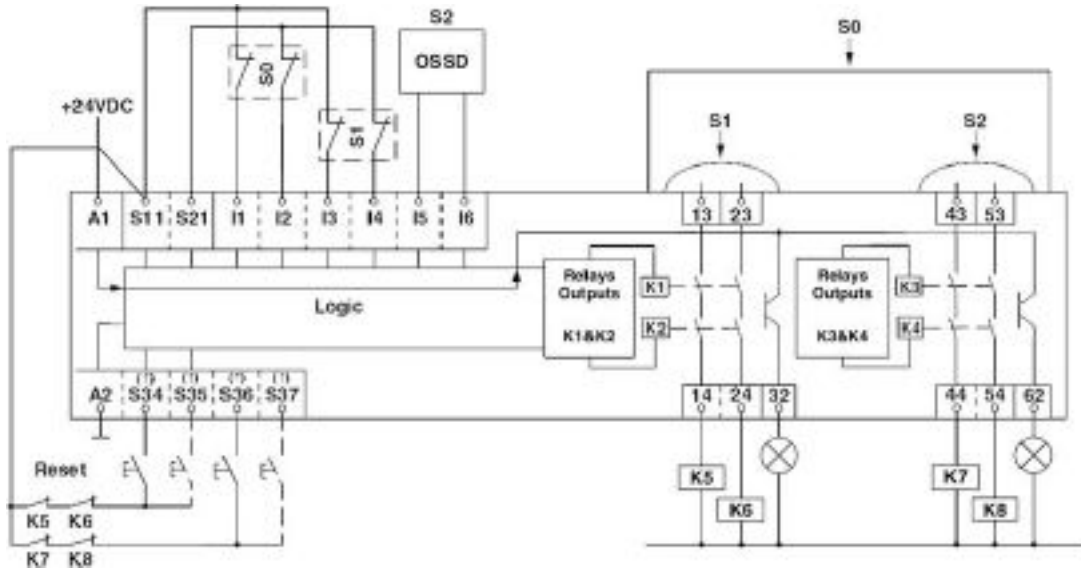 S2
S0
OSSD
S0
+24VDC
S1
S1
S2
A1 S11 S21 I1 I2 I3 I4 I5 I6
13 23
43 53
Relays
Outputs
K1&K2
K1
K2
Relays
Outputs
K3&K4
K3
K4
Logic
A2 S34 S35 S36 S37
14 24 32
44 54 62
Reset
K5 K6
K7 K8
K5
K6
K7
K8